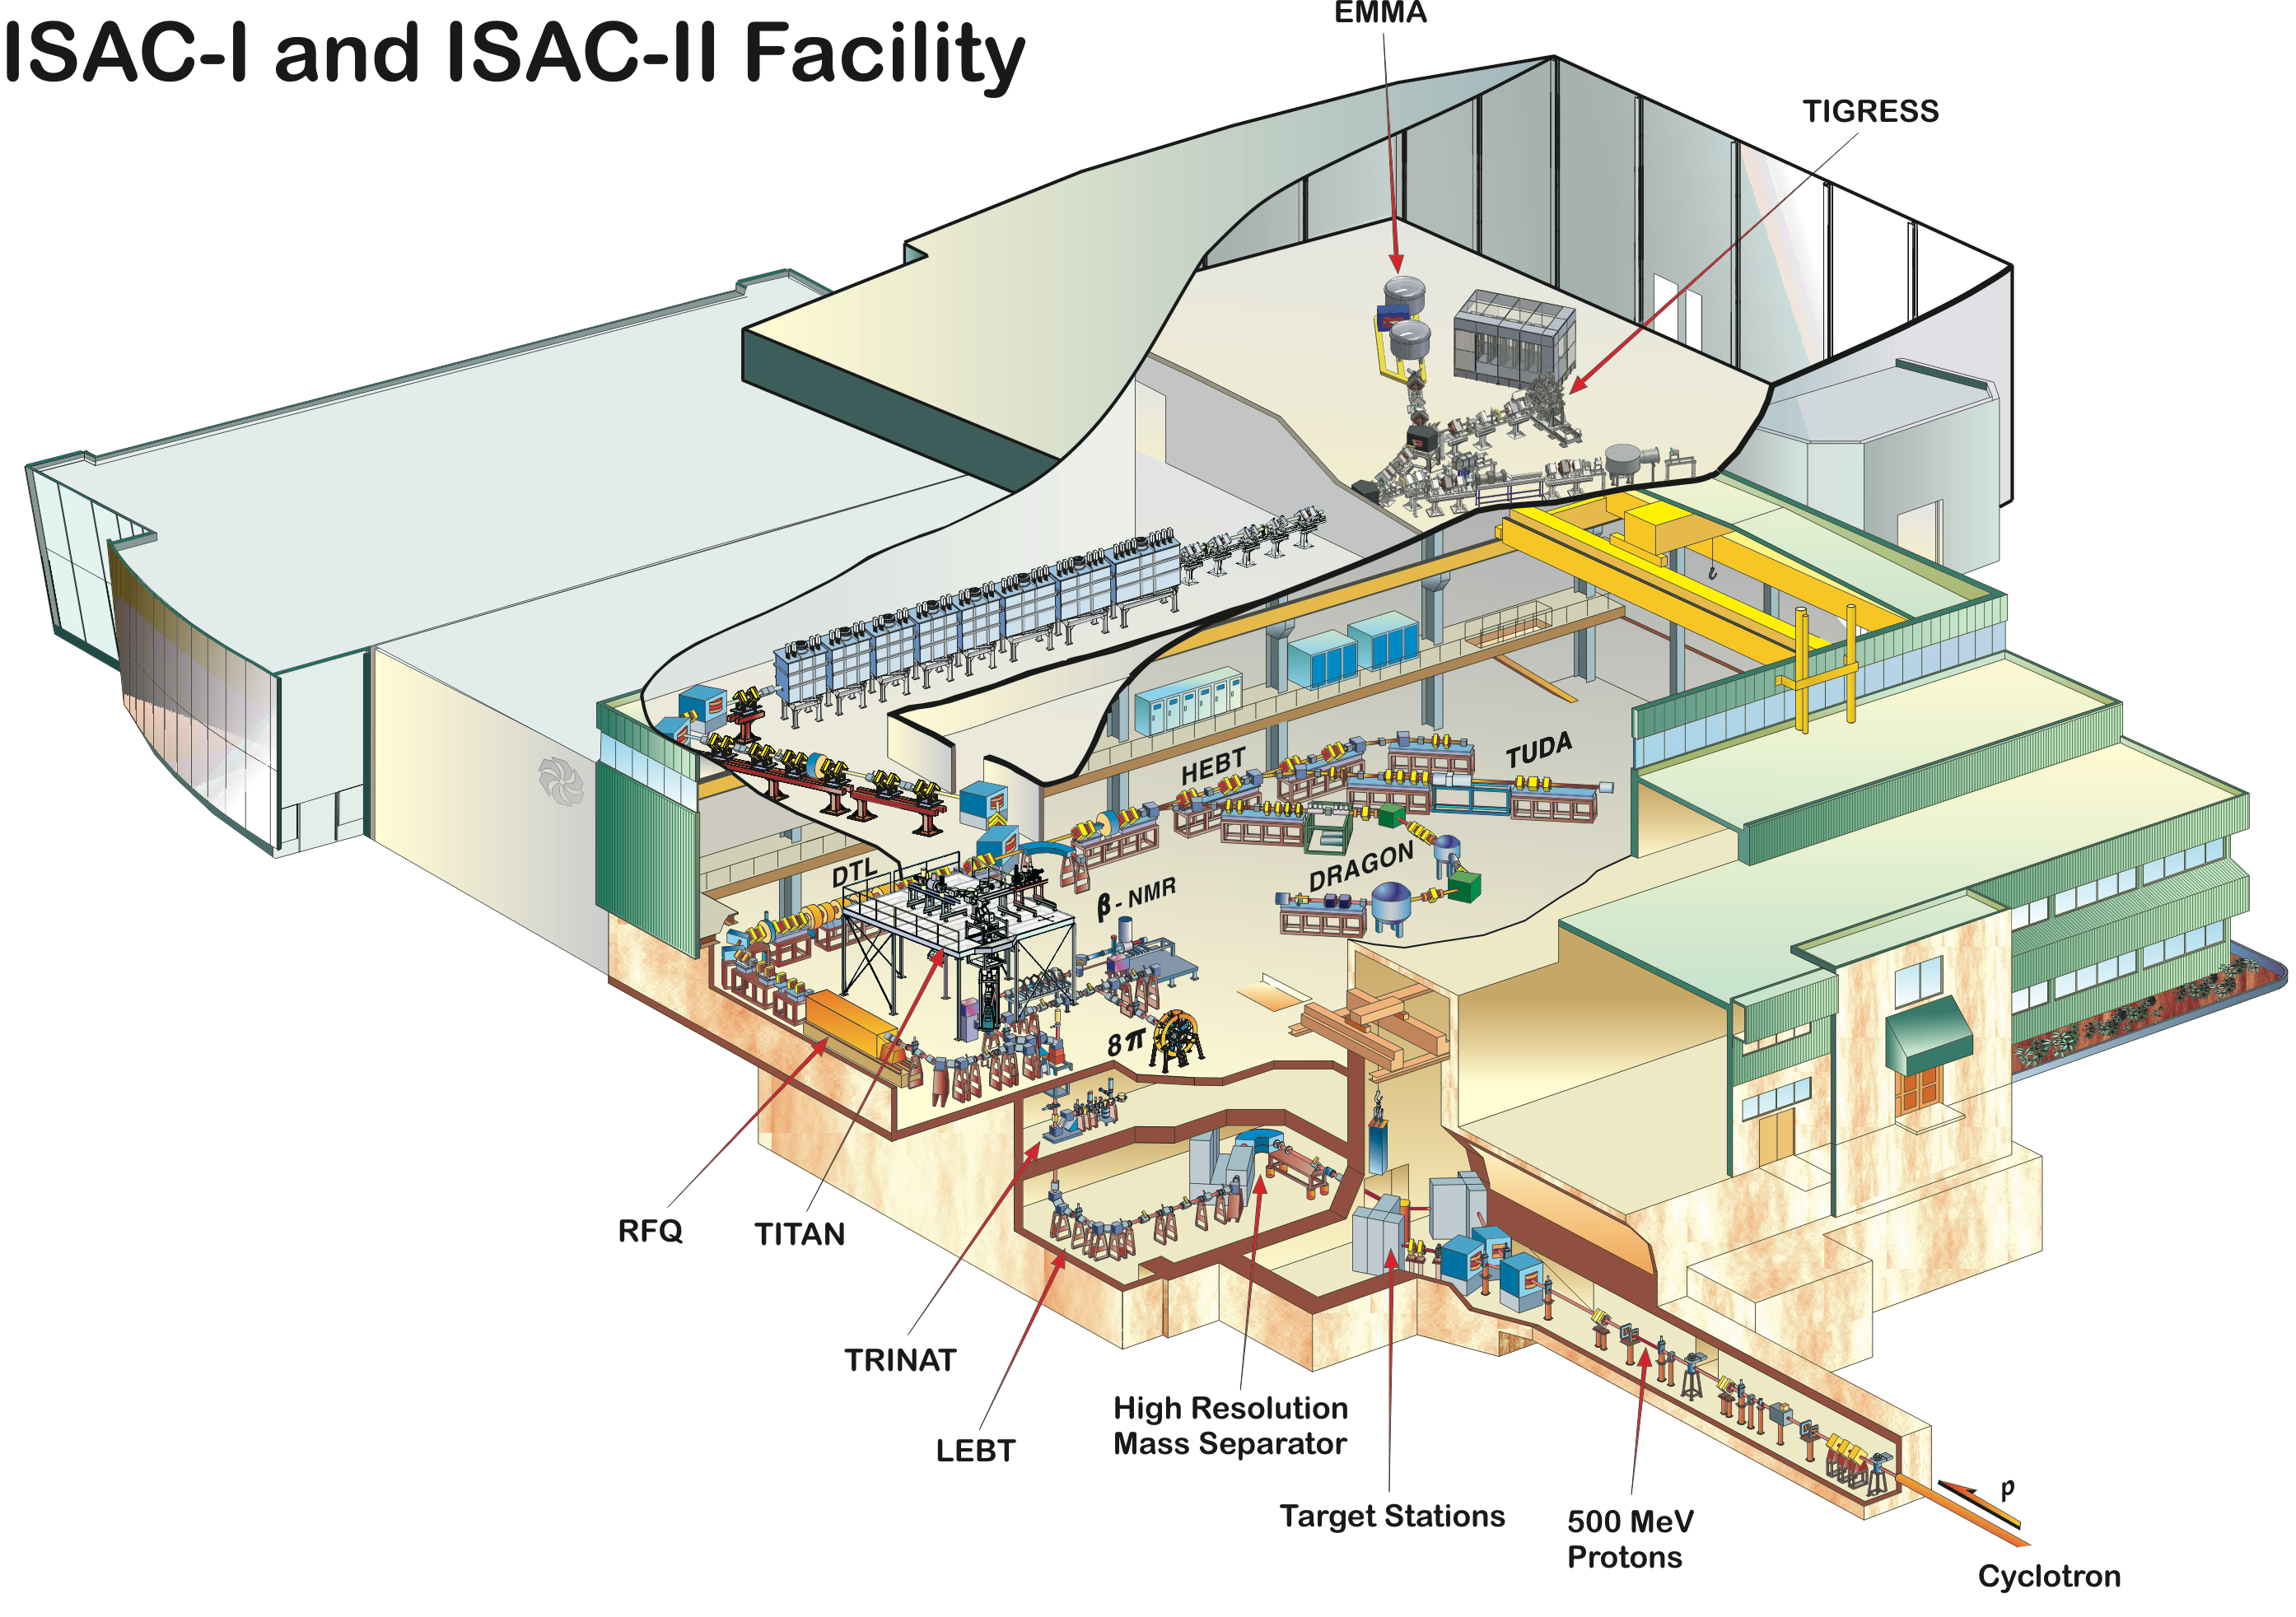 ISAC-I and ISAC-II Facility
EMMA
TIGRESS
TUDA
HEBT
DRAGON
DTL
β - NMR
8π
RFQ
TITAN
TRINAT
LEBT
High Resolution
Mass Separator
Target Stations
500 MeV
Protons
p
Cyclotron